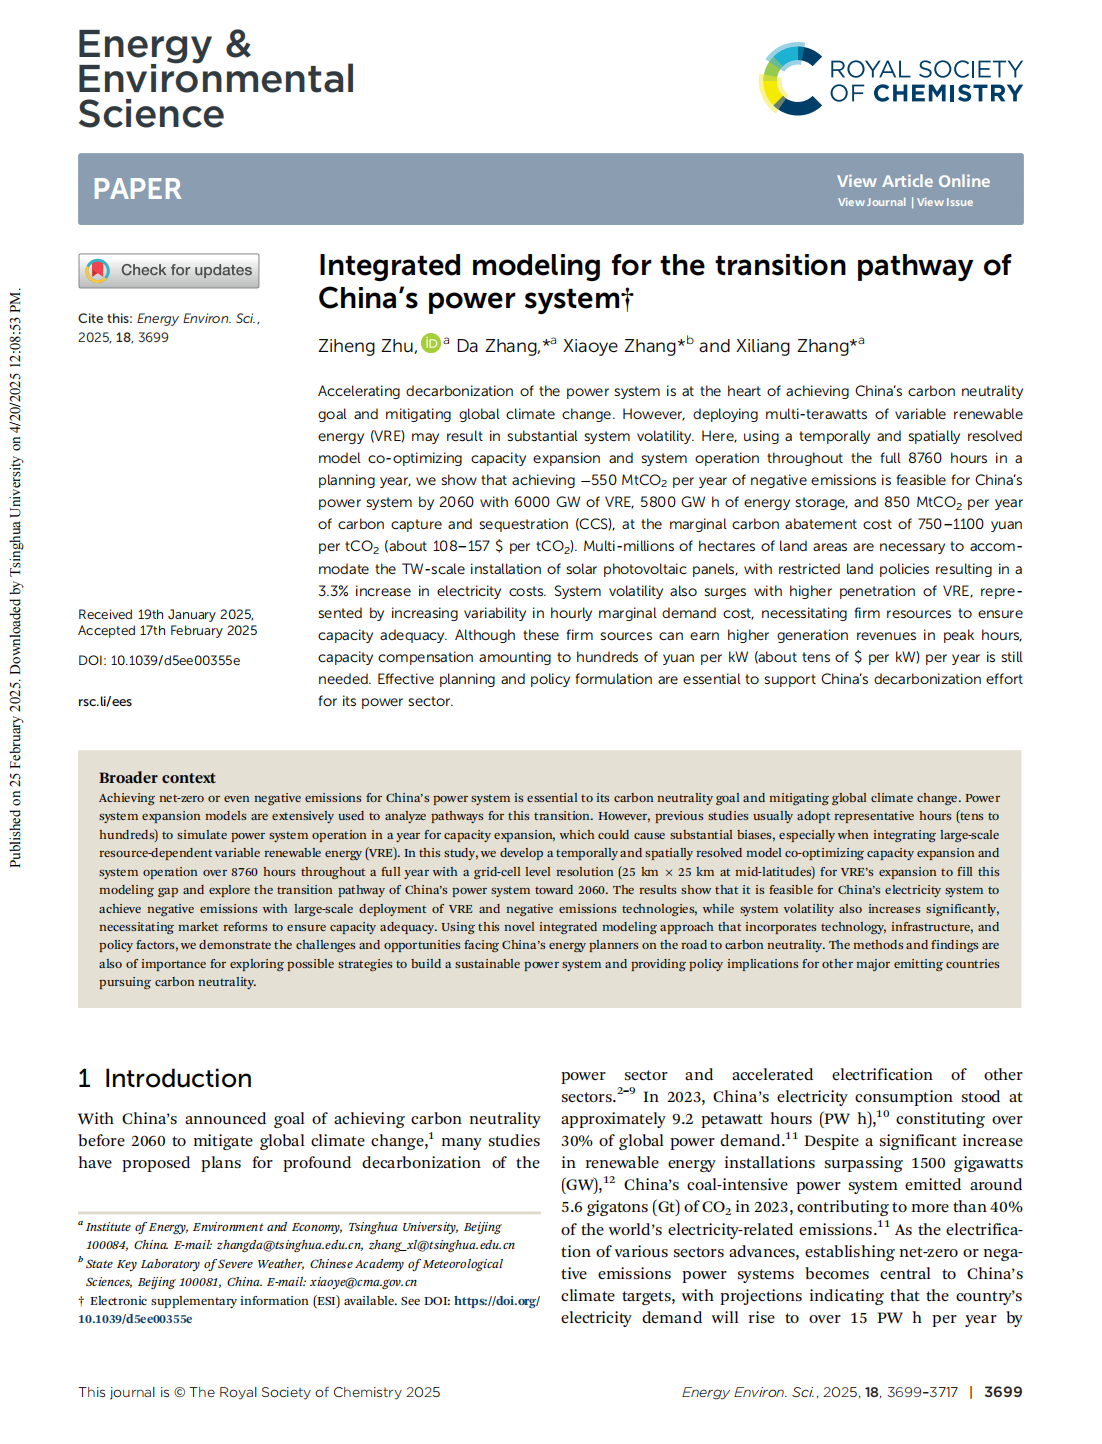 Energy &
Environmental
Science
ROYAL SOCIETY
OF CHEMISTRY
PAPER
View Article Online
View Journal | View Issue
Published on 25 February 2025. Downloaded by Tsinghua University on 4/20/2025 12:08:53 PM.
Check for updates
Cite this: Energy Environ. Sci.,
2025, 18, 3699
Received 19th January 2025,
Accepted 17th February 2025
DOI: 10.1039/d5ee00355e
rsc.li/ees
Integrated modeling for the transition pathway of
China's power system†
Ziheng Zhu, iD a Da Zhang,*a Xiaoye Zhang*b and Xiliang Zhang*a
Accelerating decarbonization of the power system is at the heart of achieving China's carbon neutrality
goal and mitigating global climate change. However, deploying multi-terawatts of variable renewable
energy (VRE) may result in substantial system volatility. Here, using a temporally and spatially resolved
model co-optimizing capacity expansion and system operation throughout the full 8760 hours in a
planning year, we show that achieving −550 MtCO2 per year of negative emissions is feasible for China's
power system by 2060 with 6000 GW of VRE, 5800 GW h of energy storage, and 850 MtCO2 per year
of carbon capture and sequestration (CCS), at the marginal carbon abatement cost of 750–1100 yuan
per tCO2 (about 108–157 $ per tCO2). Multi-millions of hectares of land areas are necessary to accom-
modate the TW-scale installation of solar photovoltaic panels, with restricted land policies resulting in a
3.3% increase in electricity costs. System volatility also surges with higher penetration of VRE, repre-
sented by increasing variability in hourly marginal demand cost, necessitating firm resources to ensure
capacity adequacy. Although these firm sources can earn higher generation revenues in peak hours,
capacity compensation amounting to hundreds of yuan per kW (about tens of $ per kW) per year is still
needed. Effective planning and policy formulation are essential to support China's decarbonization effort
for its power sector.
Broader context
Achieving net-zero or even negative emissions for China's power system is essential to its carbon neutrality goal and mitigating global climate change. Power
system expansion models are extensively used to analyze pathways for this transition. However, previous studies usually adopt representative hours (tens to
hundreds) to simulate power system operation in a year for capacity expansion, which could cause substantial biases, especially when integrating large-scale
resource-dependent variable renewable energy (VRE). In this study, we develop a temporally and spatially resolved model co-optimizing capacity expansion and
system operation over 8760 hours throughout a full year with a grid-cell level resolution (25 km × 25 km at mid-latitudes) for VRE's expansion to fill this
modeling gap and explore the transition pathway of China's power system toward 2060. The results show that it is feasible for China's electricity system to
achieve negative emissions with large-scale deployment of VRE and negative emissions technologies, while system volatility also increases significantly,
necessitating market reforms to ensure capacity adequacy. Using this novel integrated modeling approach that incorporates technology, infrastructure, and
policy factors, we demonstrate the challenges and opportunities facing China's energy planners on the road to carbon neutrality. The methods and findings are
also of importance for exploring possible strategies to build a sustainable power system and providing policy implications for other major emitting countries
pursuing carbon neutrality.
1 Introduction
With China's announced goal of achieving carbon neutrality
before 2060 to mitigate global climate change,1 many studies
have proposed plans for profound decarbonization of the
a Institute of Energy, Environment and Economy, Tsinghua University, Beijing
100084, China. E-mail: zhangda@tsinghua.edu.cn, zhang_xl@tsinghua.edu.cn
b State Key Laboratory of Severe Weather, Chinese Academy of Meteorological
Sciences, Beijing 100081, China. E-mail: xiaoye@cma.gov.cn
† Electronic supplementary information (ESI) available. See DOI: https://doi.org/
10.1039/d5ee00355e
power sector and accelerated electrification of other
sectors.2–9 In 2023, China's electricity consumption stood at
approximately 9.2 petawatt hours (PW h),10 constituting over
30% of global power demand.11 Despite a significant increase
in renewable energy installations surpassing 1500 gigawatts
(GW),12 China's coal-intensive power system emitted around
5.6 gigatons (Gt) of CO2 in 2023, contributing to more than 40%
of the world's electricity-related emissions.11 As the electrifica-
tion of various sectors advances, establishing net-zero or nega-
tive emissions power systems becomes central to China's
climate targets, with projections indicating that the country's
electricity demand will rise to over 15 PW h per year by
This journal is © The Royal Society of Chemistry 2025
Energy Environ. Sci., 2025, 18, 3699–3717 | 3699